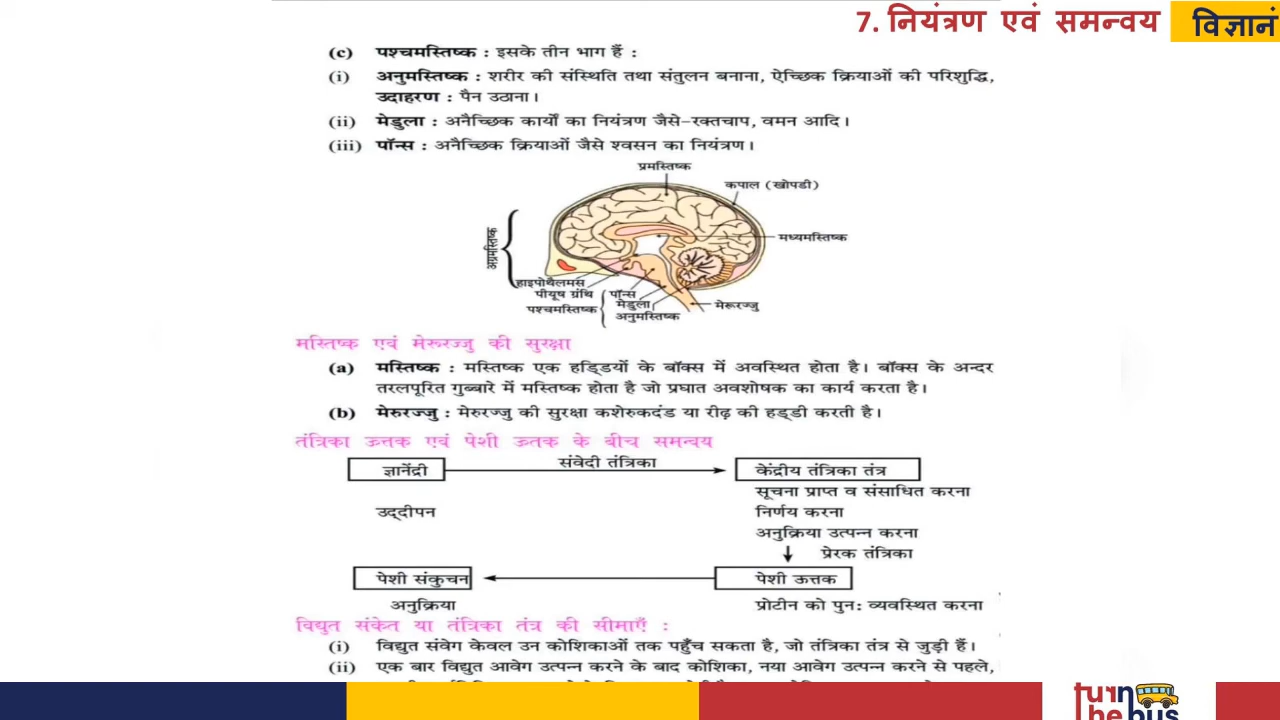 7. नियंत्रण एवं समन्वय
विज्ञानं
(c) पश्चमस्तिष्क : इसके तीन भाग हैं :
(i) अनुमस्तिष्क : शरीर की संस्थिति तथा संतुलन बनाना, ऐच्छिक क्रियाओं की परिशुद्धि,
उदाहरण : पैन उठाना।
(ii) मेडुला : अनैच्छिक कार्यों का नियंत्रण जैसे-रक्तचाप, वमन आदि।
(iii) पॉन्स : अनैच्छिक क्रियाओं जैसे श्वसन का नियंत्रण।
प्रमस्तिष्क
कपाल (खोपडी)
अग्रमस्तिष्क
मध्यमस्तिष्क
हाइपोथैलमस
पीयूष ग्रंथि
पश्चमस्तिष्क
पॉन्स
मेडुला
अनुमस्तिष्क
मेरूरज्जु
मस्तिष्क एवं मेरूरज्जु की सुरक्षा
(a) मस्तिष्क : मस्तिष्क एक हड्डियों के बॉक्स में अवस्थित होता है। बॉक्स के अन्दर
तरलपूरित गुब्बारे में मस्तिष्क होता है जो प्रघात अवशोषक का कार्य करता है।
(b) मेरुरज्जु : मेरुरज्जु की सुरक्षा कशेरुकदंड या रीढ़ की हड्डी करती है।
तंत्रिका ऊत्तक एवं पेशी ऊतक के बीच समन्वय
ज्ञानेंद्री
संवेदी तंत्रिका
केंद्रीय तंत्रिका तंत्र
सूचना प्राप्त व संसाधित करना
उद्दीपन
निर्णय करना
अनुक्रिया उत्पन्न करना
प्रेरक तंत्रिका
पेशी संकुचन
पेशी ऊत्तक
अनुक्रिया
प्रोटीन को पुन: व्यवस्थित करना
विद्युत संकेत या तंत्रिका तंत्र की सीमाएँ :
(i) विद्युत संवेग केवल उन कोशिकाओं तक पहुँच सकता है, जो तंत्रिका तंत्र से जुड़ी हैं।
(ii) एक बार विद्युत आवेग उत्पन्न करने के बाद कोशिका, नया आवेग उत्पन्न करने से पहले,
turn
the bus